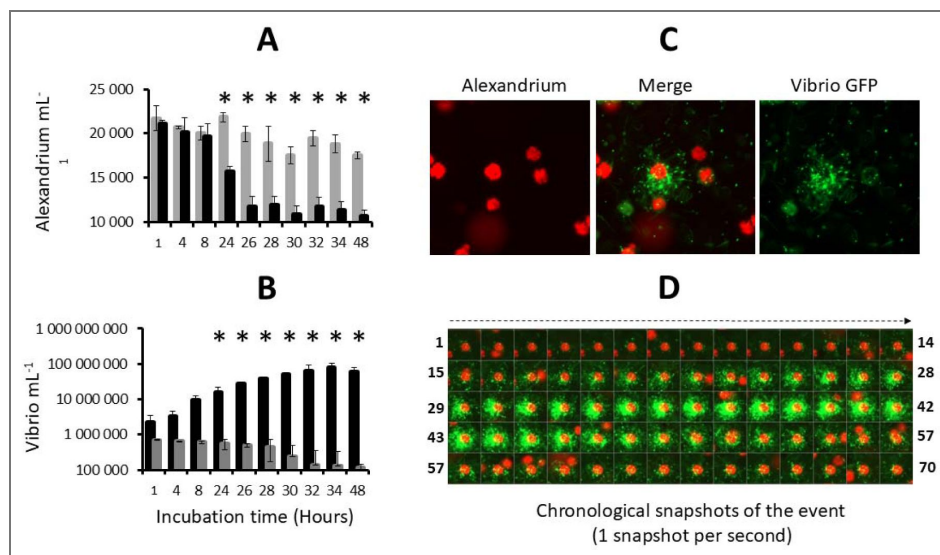 A
Alexandrium mL-
1
25 000
20 000
15 000
10 000
* * * * * * *
1 4 8 24 26 28 30 32 34 48
B
Vibrio mL-1
1 000 000 000
100 000 000
10 000 000
1 000 000
100 000
* * * * * * *
1 4 8 24 26 28 30 32 34 48
Incubation time (Hours)
C
Alexandrium Merge Vibrio GFP
D
1 14
15 28
29 42
43 57
57 70
Chronological snapshots of the event
(1 snapshot per second)